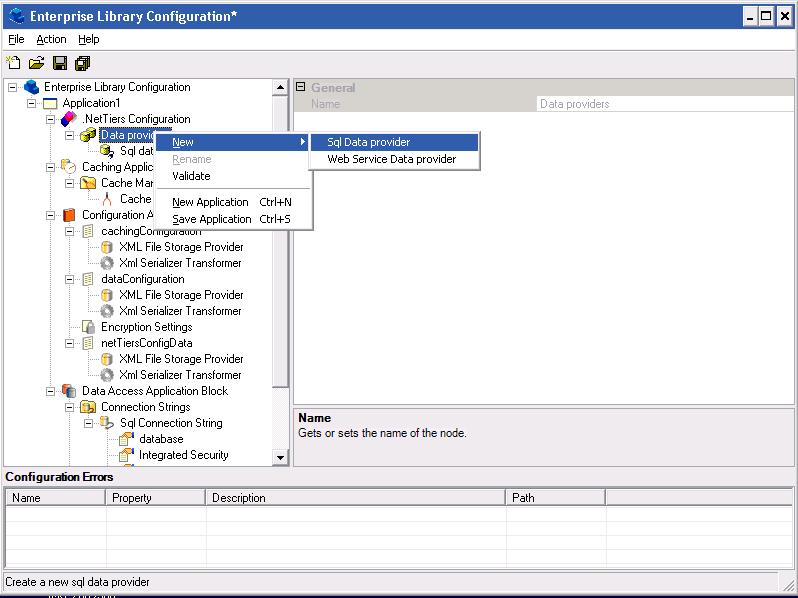 Enterprise Library Configuration*
File Action Help
Enterprise Library Configuration
Application1
.NetTiers Configuration
Data provid
Sql dat
Caching Applic
Cache Man
Cache
Configuration A
cachingConfiguration
XML File Storage Provider
Xml Serializer Transformer
dataConfiguration
XML File Storage Provider
Xml Serializer Transformer
Encryption Settings
netTiersConfigData
XML File Storage Provider
Xml Serializer Transformer
Data Access Application Block
Connection Strings
Sql Connection String
database
Integrated Security
New
Rename
Validate
New Application Ctrl+N
Save Application Ctrl+S
Sql Data provider
Web Service Data provider
General
Name Data providers
Name
Gets or sets the name of the node.
Configuration Errors
Name Property Description Path
Create a new sql data provider